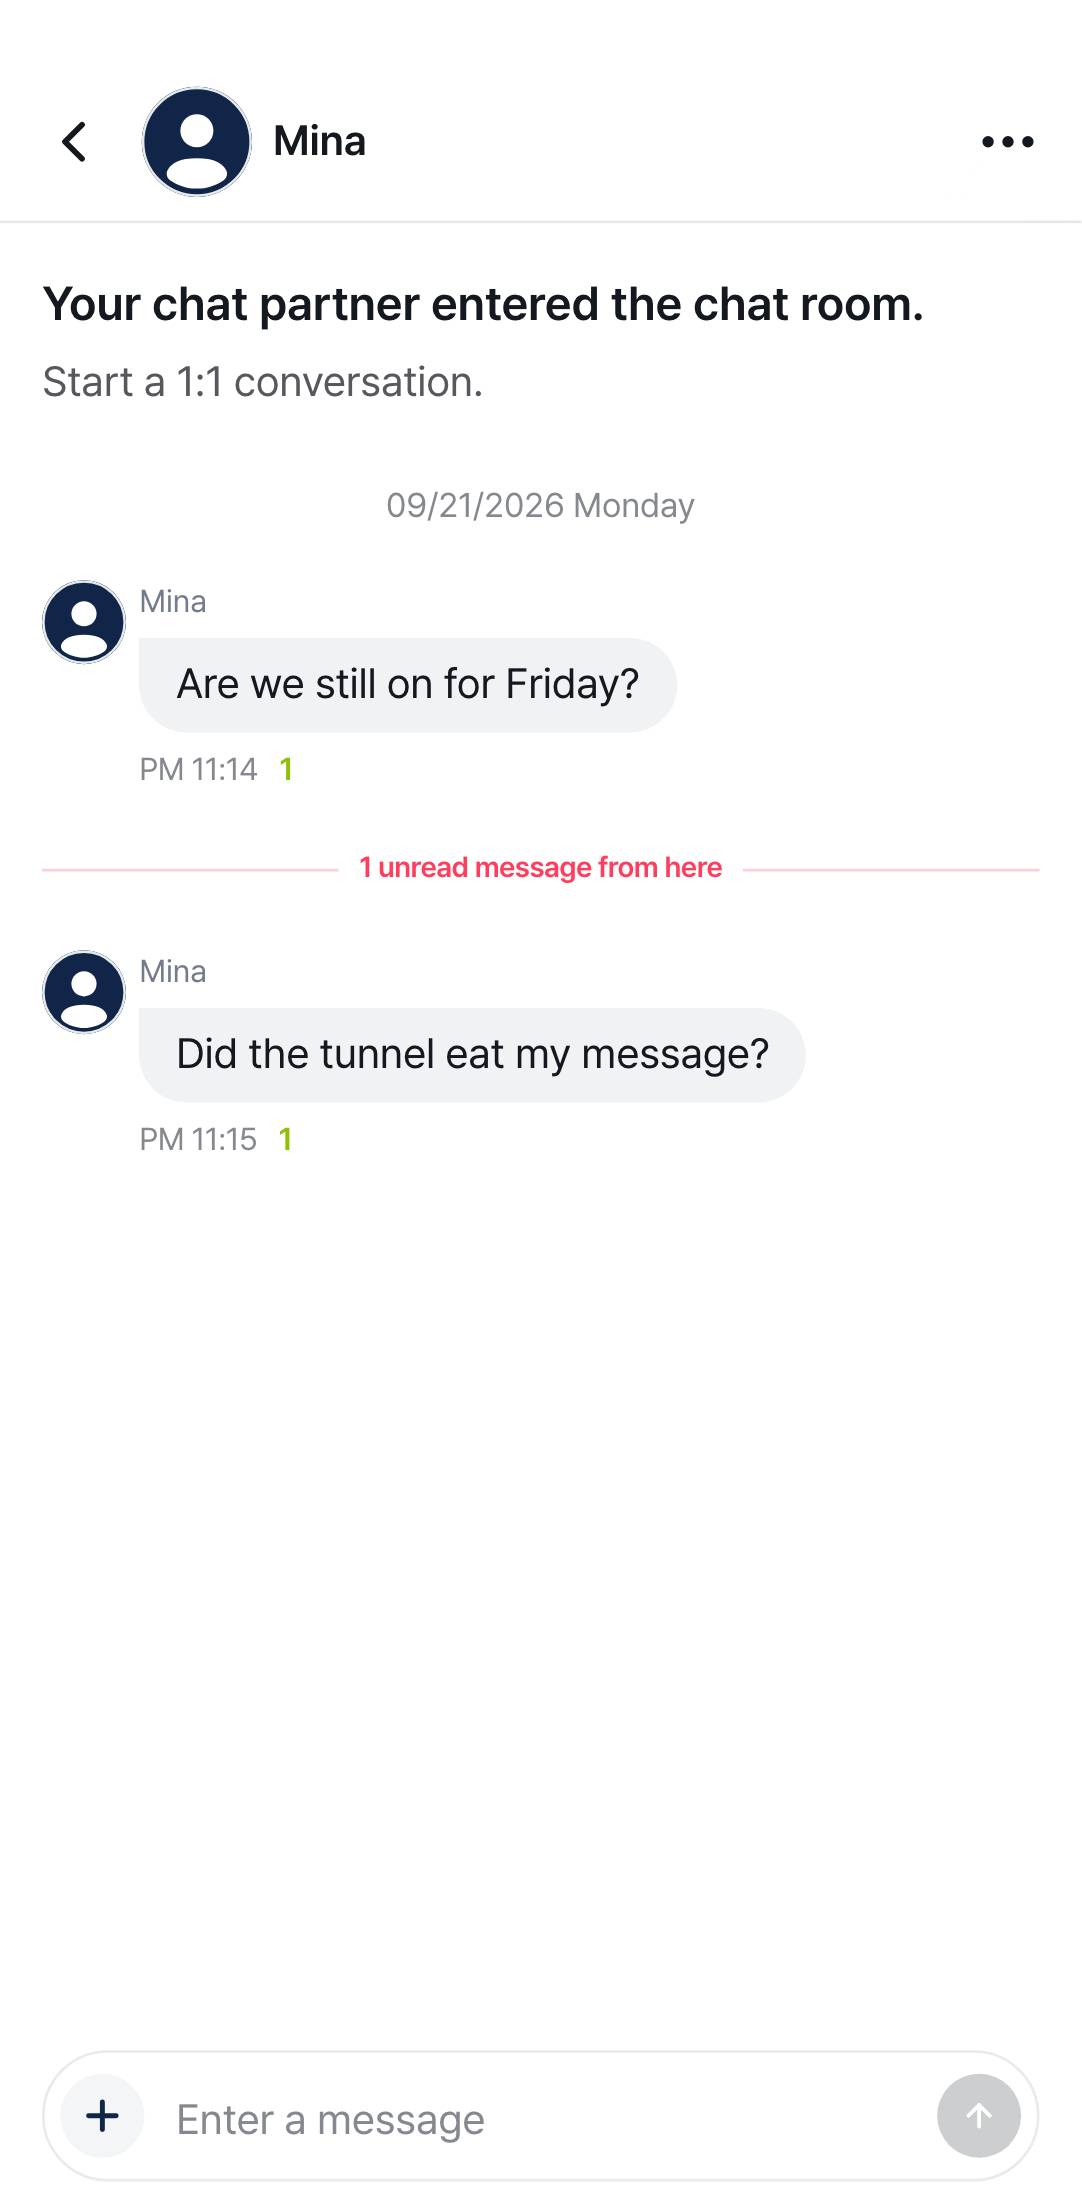 Mina
Your chat partner entered the chat room.
Start a 1:1 conversation.
09/21/2026 Monday
Mina
Are we still on for Friday?
PM 11:14 1
1 unread message from here
Mina
Did the tunnel eat my message?
PM 11:15 1
Enter a message